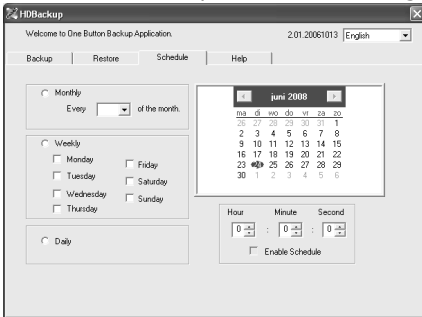 HDBackup
Welcome to One Button Backup Application.
2.01.20061013 English
Backup Restore Schedule Help
Monthly
Every of the month.
Weekly
Monday
Tuesday
Wednesday
Thursday
Friday
Saturday
Sunday
Daily
juni 2008
ma di wo do vr za zo
26 27 28 29 30 31 1
2 3 4 5 6 7 8
9 10 11 12 13 14 15
16 17 18 19 20 21 22
23 24 25 26 27 28 29
30 1 2 3 4 5 6
Hour Minute Second
0 : 0 : 0
Enable Schedule